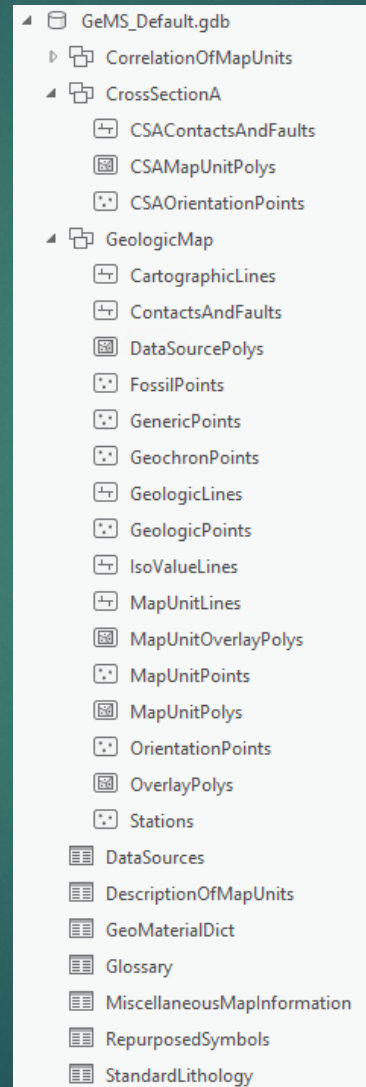 GeMS_Default.gdb
CorrelationOfMapUnits
CrossSectionA
CSAContactsAndFaults
CSAMapUnitPolys
CSAOrientationPoints
GeologicMap
CartographicLines
ContactsAndFaults
DataSourcePolys
FossilPoints
GenericPoints
GeochronPoints
GeologicLines
GeologicPoints
IsoValueLines
MapUnitLines
MapUnitOverlayPolys
MapUnitPoints
MapUnitPolys
OrientationPoints
OverlayPolys
Stations
DataSources
DescriptionOfMapUnits
GeoMaterialDict
Glossary
MiscellaneousMapInformation
RepurposedSymbols
StandardLithology